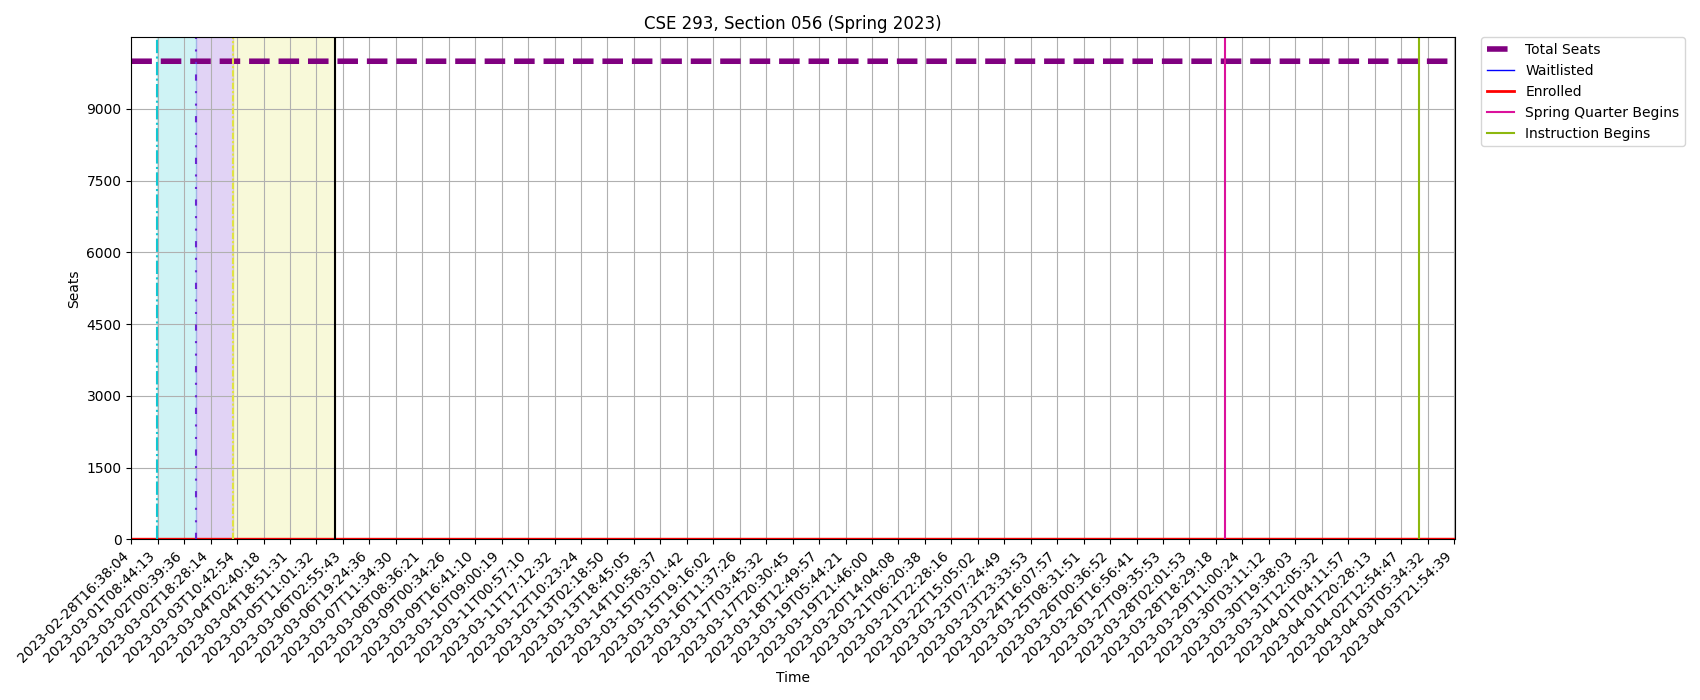 CSE 293, Section 056 (Spring 2023)
Total Seats
Waitlisted
Enrolled
Spring Quarter Begins
Instruction Begins
Seats
9000
7500
6000
4500
3000
1500
0
2023-02-28T16:38:04
2023-03-01T08:44:13
2023-03-02T00:39:36
2023-03-02T18:28:14
2023-03-03T10:42:54
2023-03-04T02:40:18
2023-03-04T18:51:31
2023-03-05T11:01:32
2023-03-06T02:55:43
2023-03-06T19:24:36
2023-03-07T11:34:30
2023-03-08T08:36:21
2023-03-09T00:34:26
2023-03-09T16:41:10
2023-03-10T09:00:19
2023-03-11T00:57:10
2023-03-11T17:12:32
2023-03-12T10:23:24
2023-03-13T02:18:50
2023-03-13T18:45:05
2023-03-14T10:58:37
2023-03-15T03:01:42
2023-03-15T19:16:02
2023-03-16T11:37:26
2023-03-17T03:45:32
2023-03-17T20:30:45
2023-03-18T12:49:57
2023-03-19T05:44:21
2023-03-19T21:46:00
2023-03-20T14:04:08
2023-03-21T06:20:38
2023-03-21T22:28:16
2023-03-22T15:05:02
2023-03-23T07:24:49
2023-03-23T23:33:53
2023-03-24T16:07:57
2023-03-25T08:31:51
2023-03-26T00:36:52
2023-03-26T16:56:41
2023-03-27T09:35:53
2023-03-28T02:01:53
2023-03-28T18:29:18
2023-03-29T11:00:24
2023-03-30T03:11:12
2023-03-30T19:38:03
2023-03-31T12:05:32
2023-04-01T04:11:57
2023-04-01T20:28:13
2023-04-02T12:54:47
2023-04-03T05:34:32
2023-04-03T21:54:39
Time